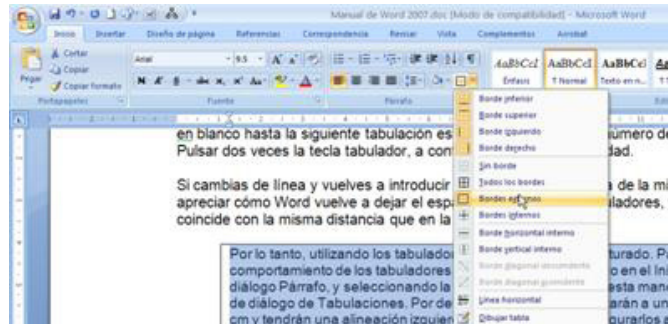 Manual de Word 2007.doc [Modo de compatibilidad] - Microsoft Word
Inicio Insertar Diseño de página Referencias Correspondencia Revisar Vista Complementos Acrobat
Cortar
Copiar
Copiar formato
Pegar
Arial 9,5
AaBbCcI AaBbCcI AaBbCcI
Énfasis ¶ Normal Texto en n...
Portapapeles Fuente Párrafo
Borde inferior
Borde superior
Borde izquierdo
Borde derecho
Sin borde
Todos los bordes
Bordes externos
Bordes internos
Borde horizontal interno
Borde vertical interno
Borde diagonal descendente
Borde diagonal ascendente
Línea horizontal
Dibujar tabla
en blanco hasta la siguiente tabulación es número de
Pulsar dos veces la tecla tabulador, a con dad.
Si cambias de línea y vuelves a introducir a de la mi
apreciar cómo Word vuelve a dejar el espa uladores,
coincide con la misma distancia que en la
Por lo tanto, utilizando los tabulado turado. Pa
comportamiento de los tabuladores o en el Ini
diálogo Párrafo, y seleccionando la esta mane
de diálogo de Tabulaciones. Por de arán a un
cm y tendrán una alineación izquier gurarlos a